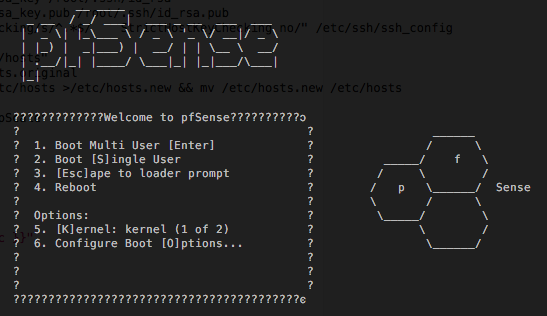 sa_key.pub /root/.ssh/id_rsa.pub
StrictHostKeyChecking.no/" /etc/ssh/ssh_config
/hosts
ts.original
tc/hosts >/etc/hosts.new && mv /etc/hosts.new /etc/hosts
?????????????Welcome to pfSense??????????
1. Boot Multi User [Enter]
2. Boot [S]ingle User
3. [Esc]ape to loader prompt
4. Reboot
f
p Sense
Options:
5. [K]ernel: kernel (1 of 2)
6. Configure Boot [O]ptions...